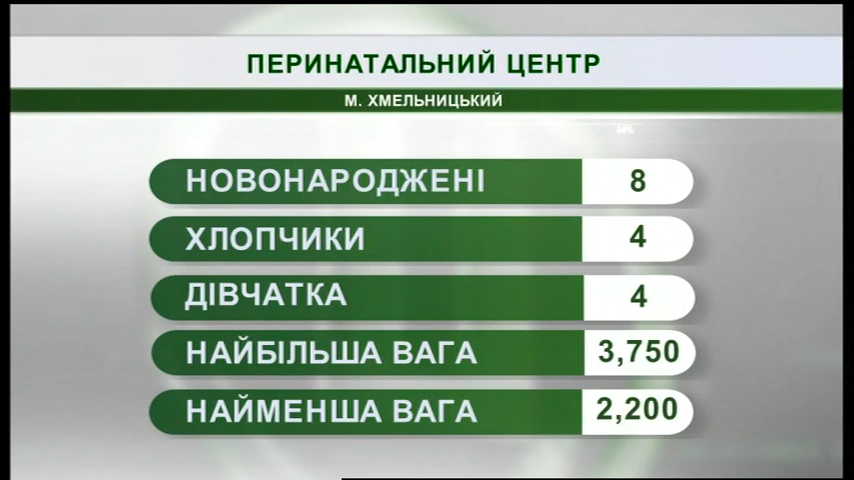 ПЕРИНАТАЛЬНИЙ ЦЕНТР
М. ХМЕЛЬНИЦЬКИЙ
НОВОНАРОДЖЕНІ 8
ХЛОПЧИКИ 4
ДІВЧАТКА 4
НАЙБІЛЬША ВАГА 3,750
НАЙМЕНША ВАГА 2,200